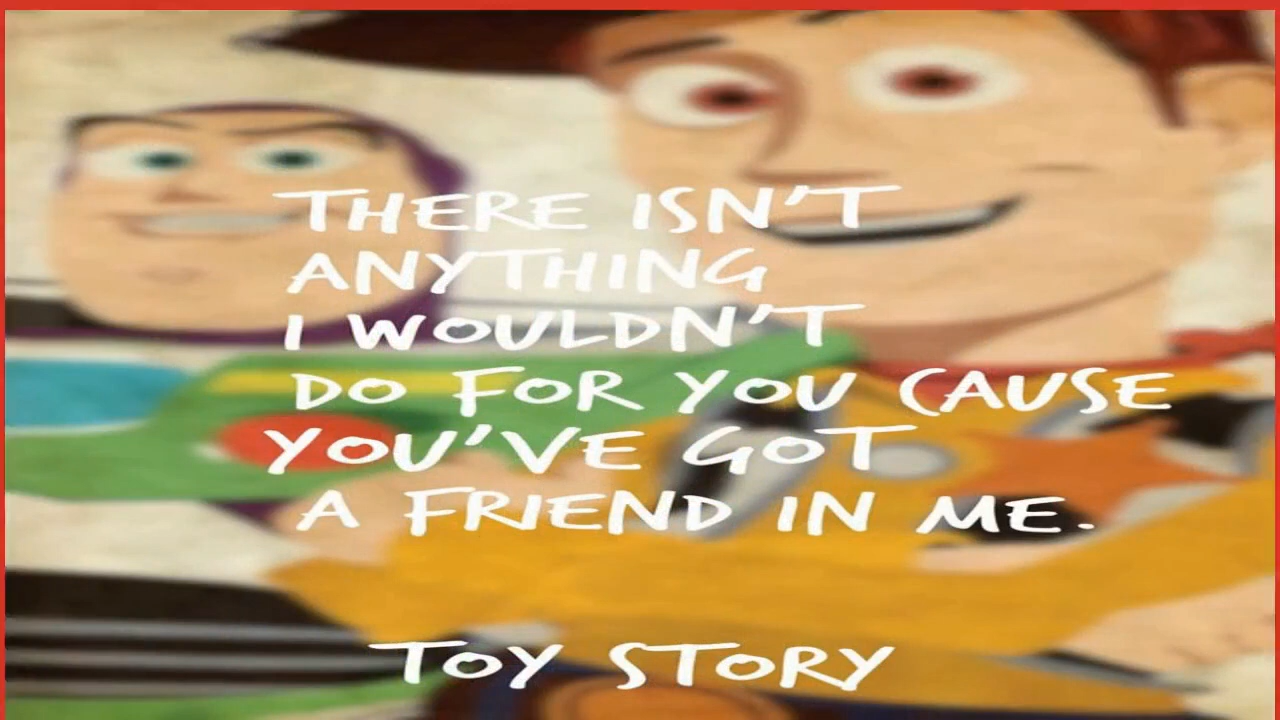 THERE ISN'T
ANYTHING
I WOULDN'T
DO FOR YOU CAUSE
YOU'VE GOT
A FRIEND IN ME.
TOY STORY